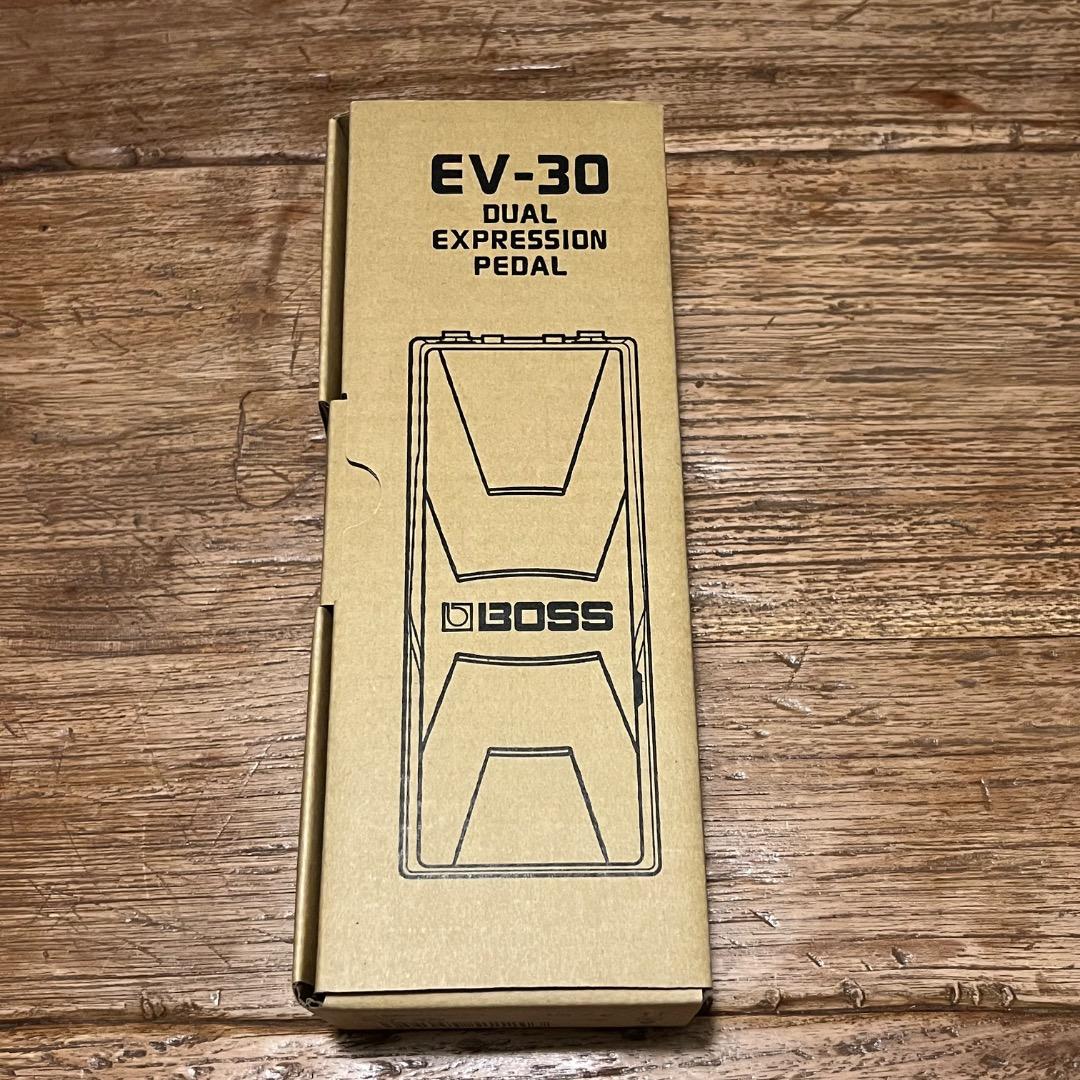 EV-30
DUAL
EXPRESSION
PEDAL
BOSS